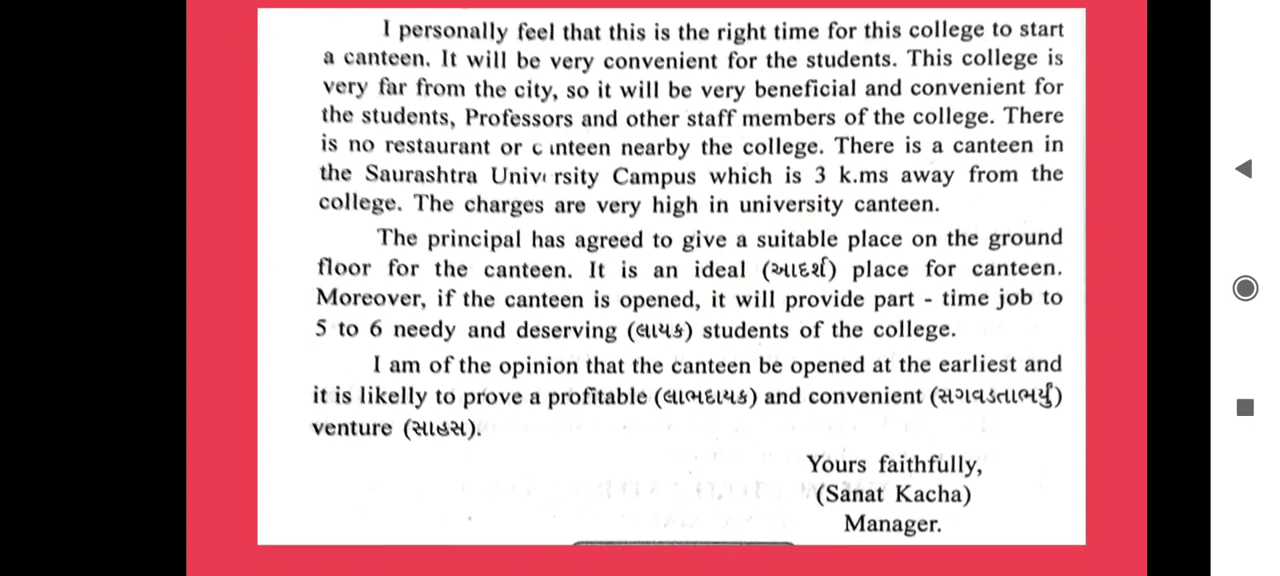 I personally feel that this is the right time for this college to start
a canteen. It will be very convenient for the students. This college is
very far from the city, so it will be very beneficial and convenient for
the students, Professors and other staff members of the college. There
is no restaurant or canteen nearby the college. There is a canteen in
the Saurashtra University Campus which is 3 k.ms away from the
college. The charges are very high in university canteen.
The principal has agreed to give a suitable place on the ground
floor for the canteen. It is an ideal (આદર્શ) place for canteen.
Moreover, if the canteen is opened, it will provide part - time job to
5 to 6 needy and deserving (લાયક) students of the college.
I am of the opinion that the canteen be opened at the earliest and
it is likelly to prove a profitable (લાભદાયક) and convenient (સગવડતાભર્યું)
venture (સાહસ).
Yours faithfully,
(Sanat Kacha)
Manager.